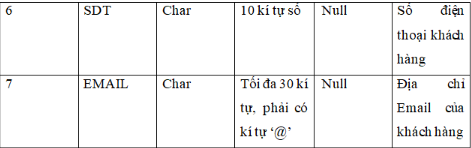 6 SDT Char 10 kí tự số Null Số điện
thoại khách
hàng
7 EMAIL Char Tối đa 30 kí Null Địa chỉ
tự, phải có Email của
kí tự ‘@’ khách hàng